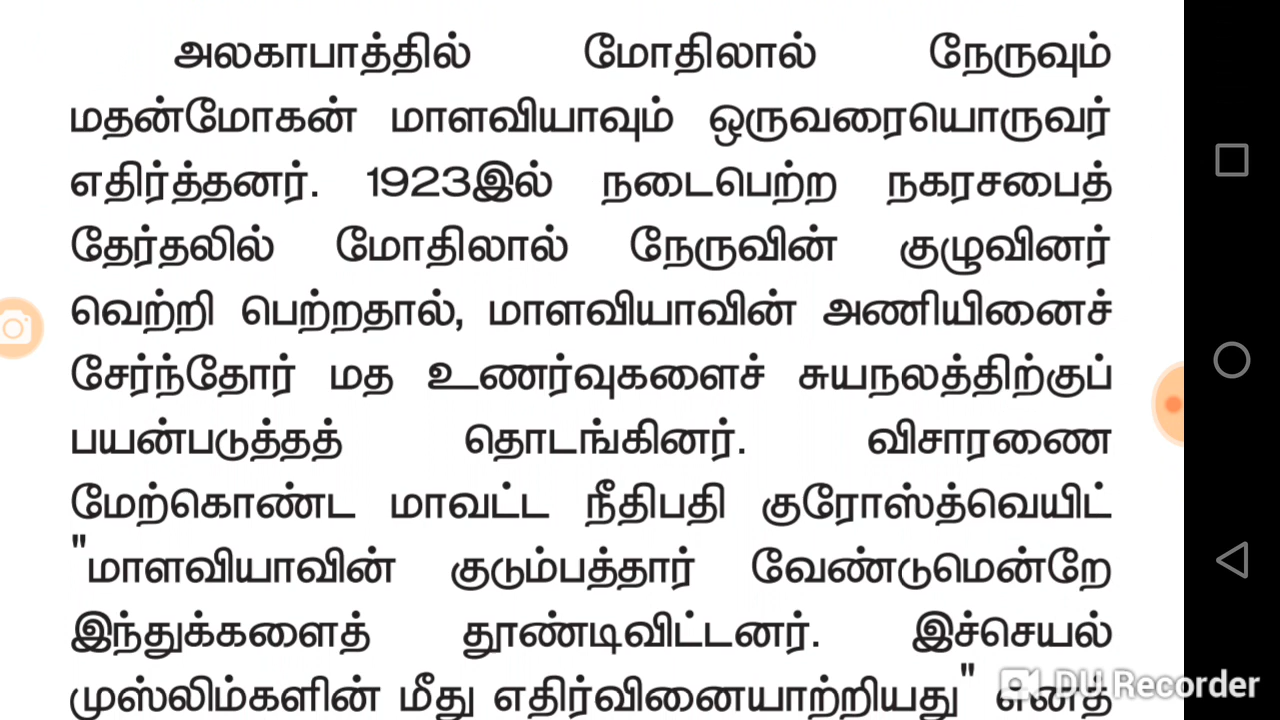 அலகாபாத்தில் மோதிலால் நேருவும்
மதன்மோகன் மாளவியாவும் ஒருவரையொருவர்
எதிர்த்தனர். 1923இல் நடைபெற்ற நகரசபைத்
தேர்தலில் மோதிலால் நேருவின் குழுவினர்
வெற்றி பெற்றதால், மாளவியாவின் அணியினைச்
சேர்ந்தோர் மத உணர்வுகளைச் சுயநலத்திற்குப்
பயன்படுத்தத் தொடங்கினர். விசாரணை
மேற்கொண்ட மாவட்ட நீதிபதி குரோஸ்த்வெயிட்
"மாளவியாவின் குடும்பத்தார் வேண்டுமென்றே
இந்துக்களைத் தூண்டிவிட்டனர். இச்செயல்
முஸ்லிம்களின் மீது எதிர்வினையாற்றியது" எனத்
DU Recorder